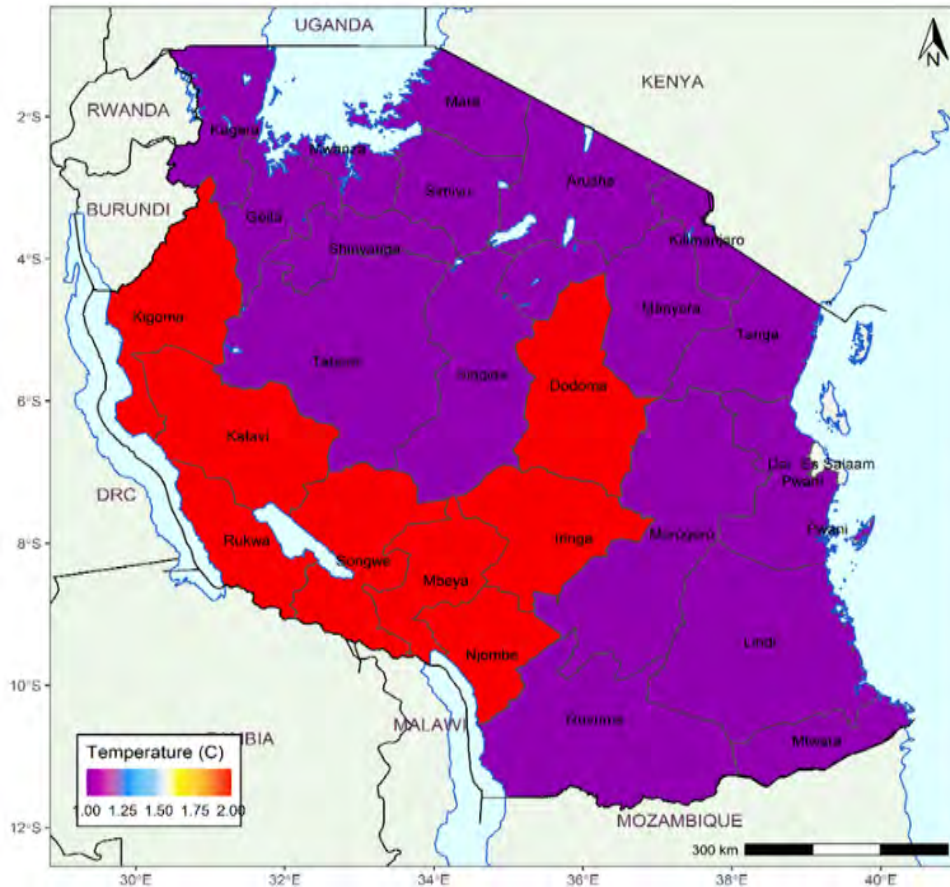 UGANDA
KENYA
2°S
RWANDA
Mara
Kagera
Mwanza
Arusha
Simiyu
BURUNDI
Geita
Kilimanjaro
Shinyanga
4°S
Kigoma
Manyara
Tanga
Tabora
Singida
Dodoma
6°S
Katavi
Dar Es Salaam
Pwani
DRC
Pwani
Rukwa
Iringa
Morogoro
8°S
Songwe
Mbeya
Njombe
Lindi
10°S
MALAWI
Ruvuma
Temperature (C)
Mtwara
1.00 1.25 1.50 1.75 2.00
MOZAMBIQUE
12°S
300 km
30°E 32°E 34°E 36°E 38°E 40°E